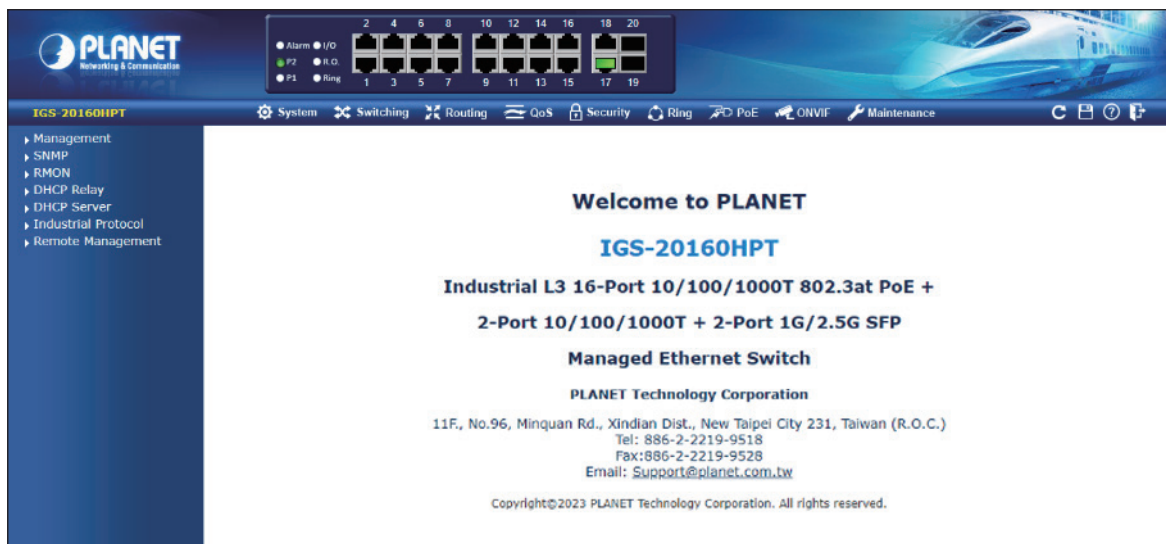 PLANET
Networking & Communication
2 4 6 8 10 12 14 16 18 20
Alarm I/O
P2 R.O.
P1 Ring
1 3 5 7 9 11 13 15 17 19
IGS-20160HPT
System Switching Routing QoS Security Ring PoE ONVIF Maintenance
Management
SNMP
RMON
DHCP Relay
DHCP Server
Industrial Protocol
Remote Management
Welcome to PLANET
IGS-20160HPT
Industrial L3 16-Port 10/100/1000T 802.3at PoE +
2-Port 10/100/1000T + 2-Port 1G/2.5G SFP
Managed Ethernet Switch
PLANET Technology Corporation
11F., No.96, Minquan Rd., Xindian Dist., New Taipei City 231, Taiwan (R.O.C.)
Tel: 886-2-2219-9518
Fax:886-2-2219-9528
Email: Support@planet.com.tw
Copyright©2023 PLANET Technology Corporation. All rights reserved.